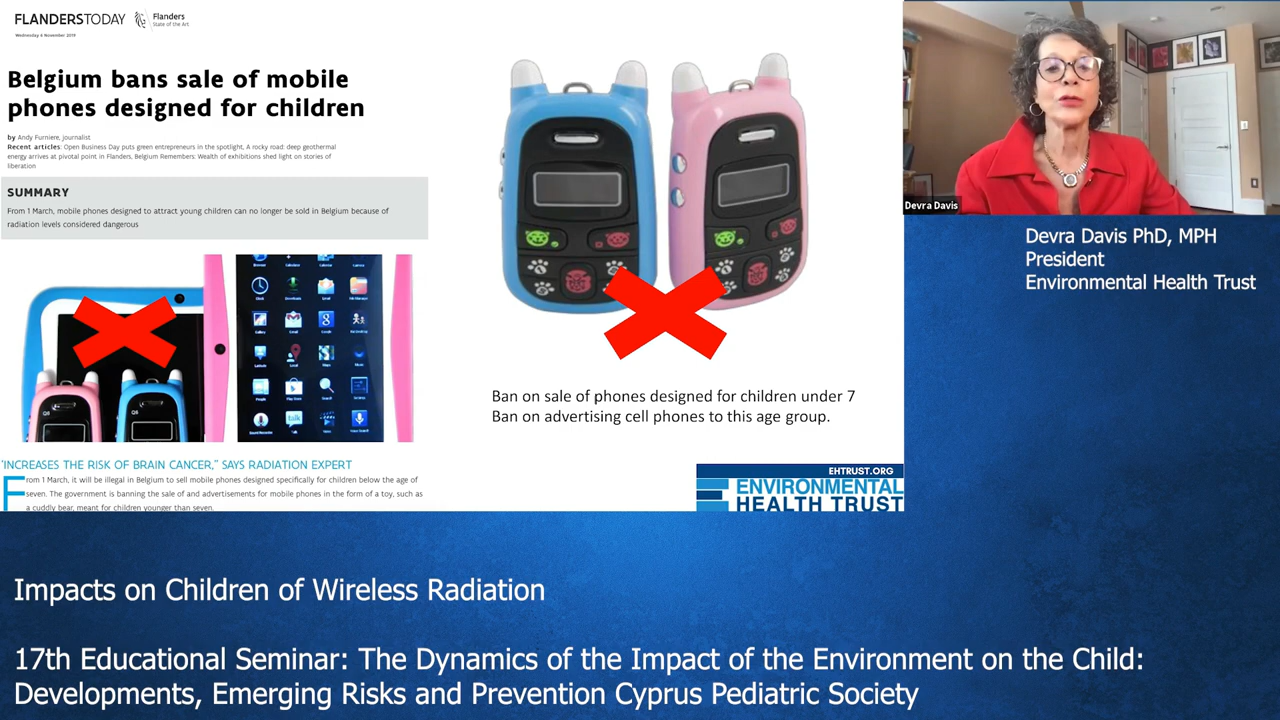 FLANDERSTODAY
Flanders
State of the Art
Wednesday 6 November 2019
Belgium bans sale of mobile
phones designed for children
by Andy Furniere, journalist
Recent articles: Open Business Day puts green entrepreneurs in the spotlight, A rocky road: deep geothermal
energy arrives at pivotal point in Flanders, Belgium Remembers: Wealth of exhibitions shed light on stories of
liberation
SUMMARY
From 1 March, mobile phones designed to attract young children can no longer be sold in Belgium because of
radiation levels considered dangerous
"INCREASES THE RISK OF BRAIN CANCER," SAYS RADIATION EXPERT
From 1 March, it will be illegal in Belgium to sell mobile phones designed specifically for children below the age of
seven. The government is banning the sale of and advertisements for mobile phones in the form of a toy, such as
a cuddly bear, meant for children younger than seven.
Ban on sale of phones designed for children under 7
Ban on advertising cell phones to this age group.
EHTRUST.ORG
ENVIRONMENTAL
HEALTH TRUST
Devra Davis
Devra Davis PhD, MPH
President
Environmental Health Trust
Impacts on Children of Wireless Radiation
17th Educational Seminar: The Dynamics of the Impact of the Environment on the Child:
Developments, Emerging Risks and Prevention Cyprus Pediatric Society